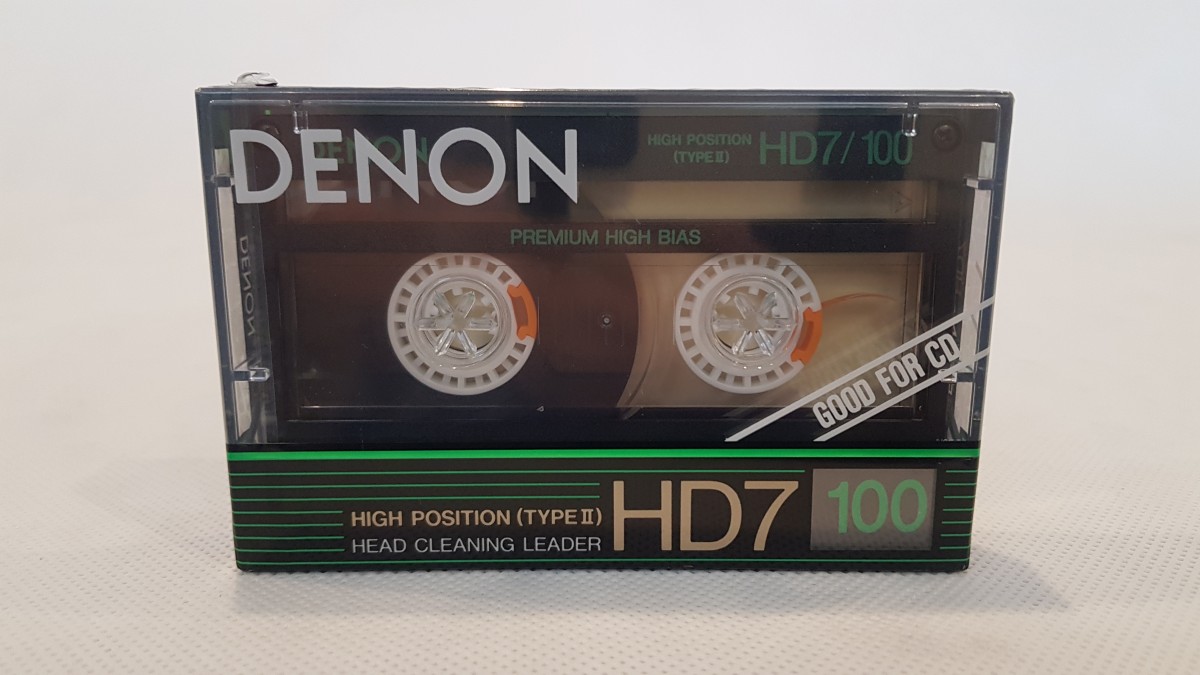 DENON
DENON
HIGH POSITION
(TYPE II)
HD7/100
PREMIUM HIGH BIAS
DENON
GOOD FOR CD
HIGH POSITION (TYPE II)
HEAD CLEANING LEADER
HD7
100